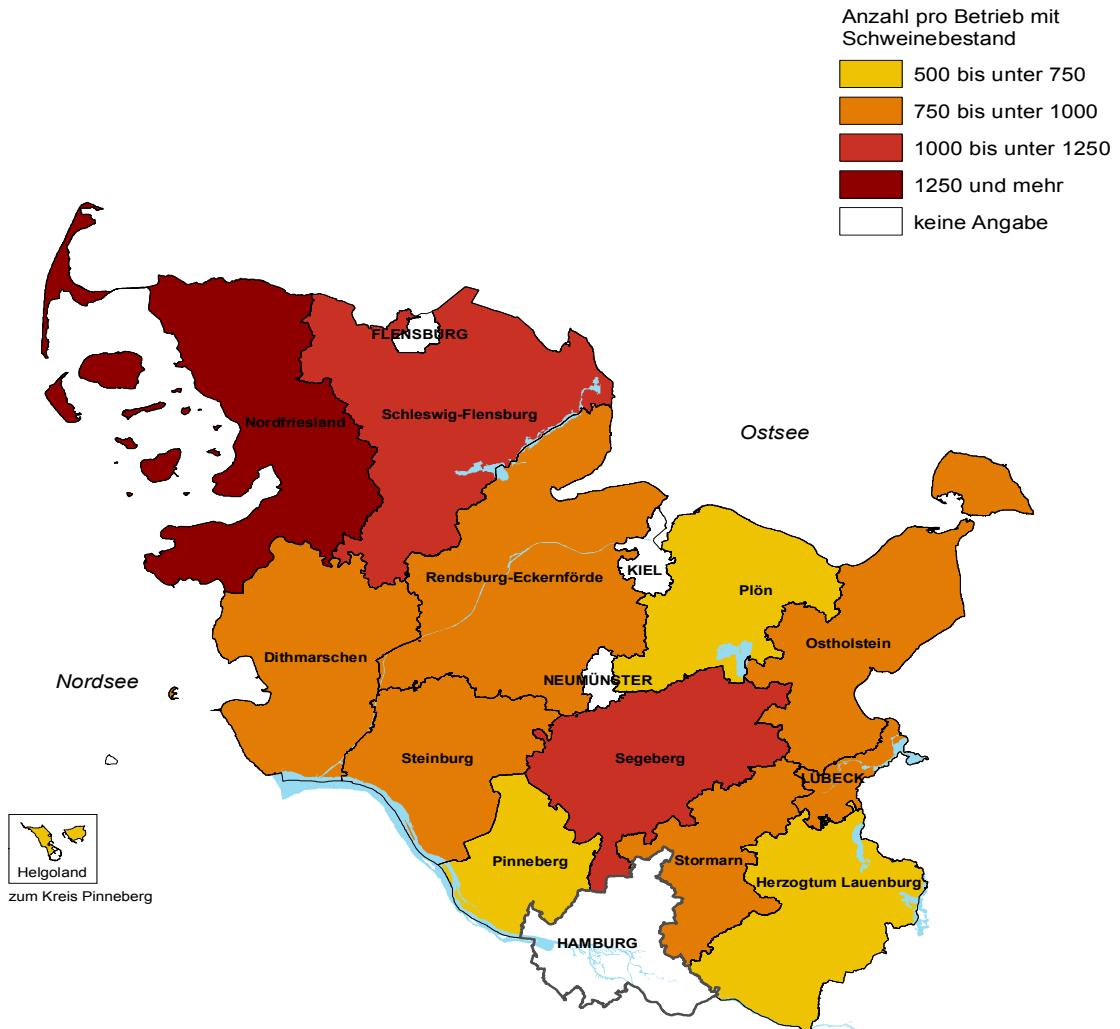 Anzahl pro Betrieb mit
Schweinebestand
500 bis unter 750
750 bis unter 1000
1000 bis unter 1250
1250 und mehr
keine Angabe
FLENSBURG
Schleswig-Flensburg
Nordfriesland
Ostsee
KIEL
Rendsburg-Eckernförde
Plön
Ostholstein
Dithmarschen
NEUMÜNSTER
Nordsee
Steinburg
Segeberg
LÜBECK
Pinneberg
Stormarn
Helgoland
Herzogtum Lauenburg
zum Kreis Pinneberg
HAMBURG